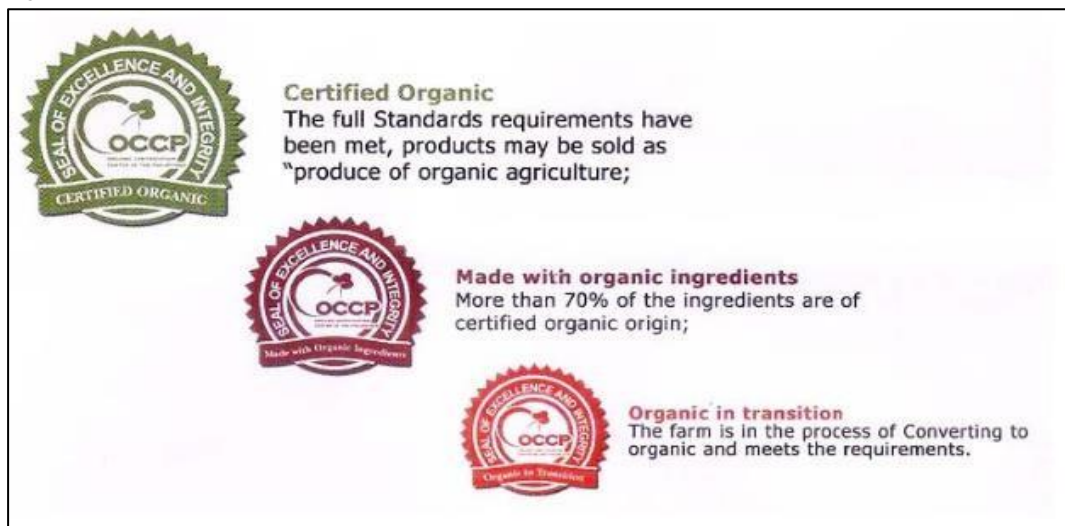 SEAL OF EXCELLENCE AND INTEGRITY
OCCP
CERTIFIED ORGANIC
Certified Organic
The full Standards requirements have
been met, products may be sold as
"produce of organic agriculture;
SEAL OF EXCELLENCE AND INTEGRITY
OCCP
Made with Organic Ingredients
Made with organic ingredients
More than 70% of the ingredients are of
certified organic origin;
SEAL OF EXCELLENCE AND INTEGRITY
OCCP
Organic in Transition
Organic in transition
The farm is in the process of Converting to
organic and meets the requirements.